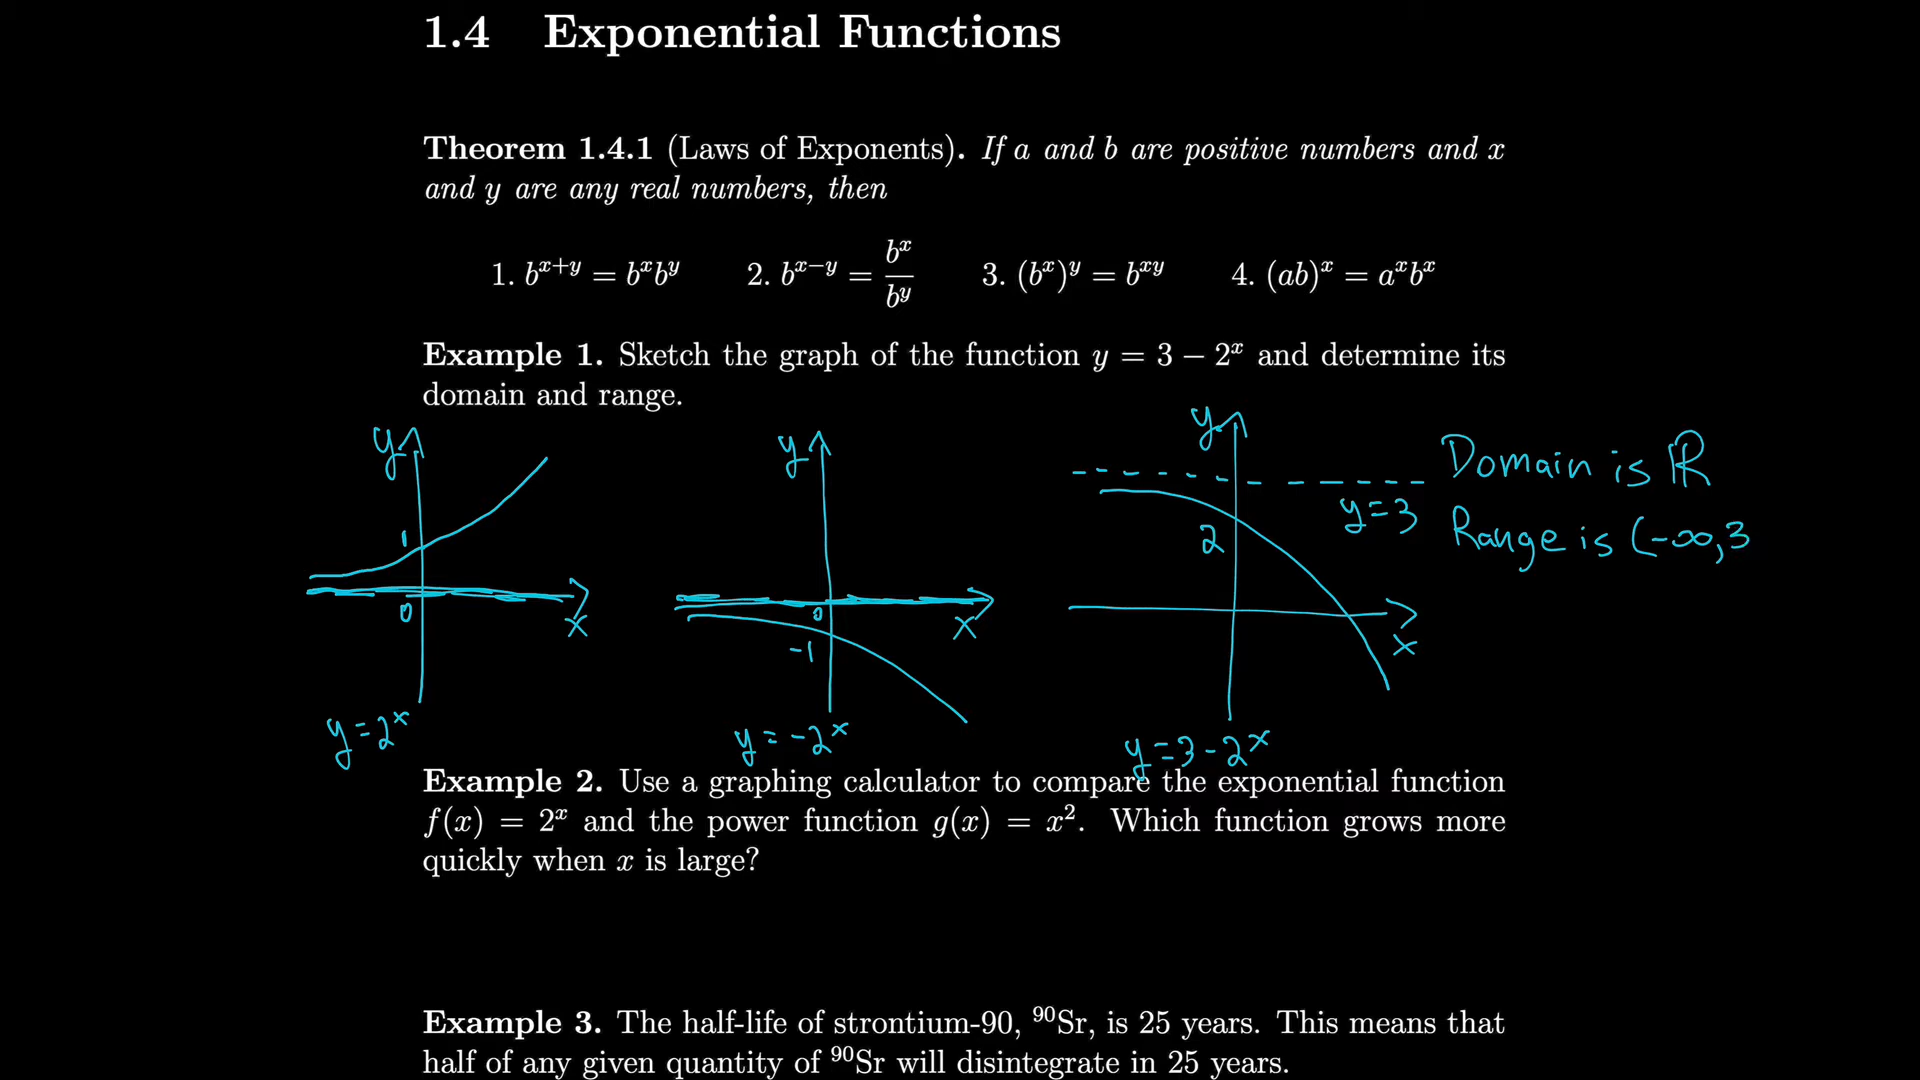 1.4 Exponential Functions
Theorem 1.4.1 (Laws of Exponents). If a and b are positive numbers and x
and y are any real numbers, then
1. b^{x+y} = b^x b^y 2. b^{x−y} = \frac{b^x}{b^y} 3. (b^x)^y = b^{xy} 4. (ab)^x = a^x b^x
Example 1. Sketch the graph of the function y = 3 − 2^x and determine its
domain and range.
y
1
0
x
y=2^x
y
0
x
-1
y=-2^x
y
y=3
2
x
y=3-2^x
Domain is ℝ
Range is (-∞,3
Example 2. Use a graphing calculator to compare the exponential function
f(x) = 2^x and the power function g(x) = x^2. Which function grows more
quickly when x is large?
Example 3. The half-life of strontium-90, ^{90}Sr, is 25 years. This means that
half of any given quantity of ^{90}Sr will disintegrate in 25 years.